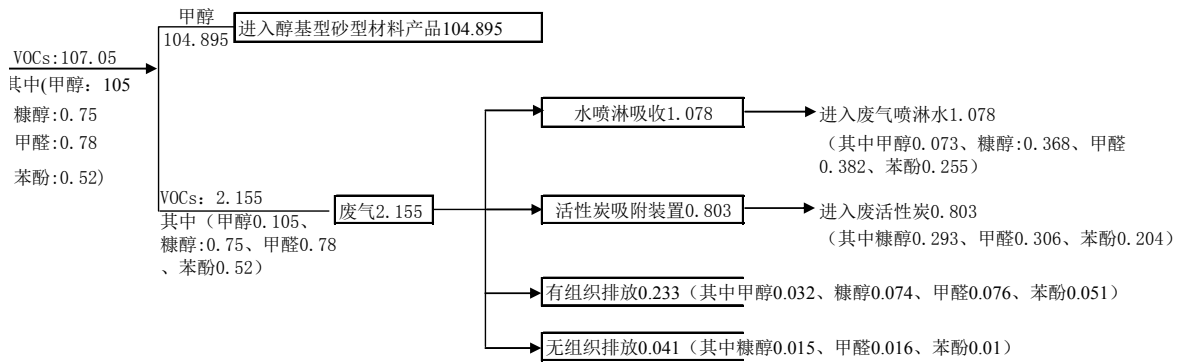 甲醇
104.895
进入醇基型砂型材料产品104.895
VOCs:107.05
其中(甲醇：105
糠醇:0.75
甲醛:0.78
苯酚:0.52)
VOCs：2.155
其中（甲醇0.105、
糠醇:0.75、甲醛0.78
、苯酚0.52）
废气2.155
水喷淋吸收1.078
进入废气喷淋水1.078
（其中甲醇0.073、糠醇:0.368、甲醛
0.382、苯酚0.255）
活性炭吸附装置0.803
进入废活性炭0.803
（其中糠醇0.293、甲醛0.306、苯酚0.204）
有组织排放0.233（其中甲醇0.032、糠醇0.074、甲醛0.076、苯酚0.051）
无组织排放0.041（其中糠醇0.015、甲醛0.016、苯酚0.01）